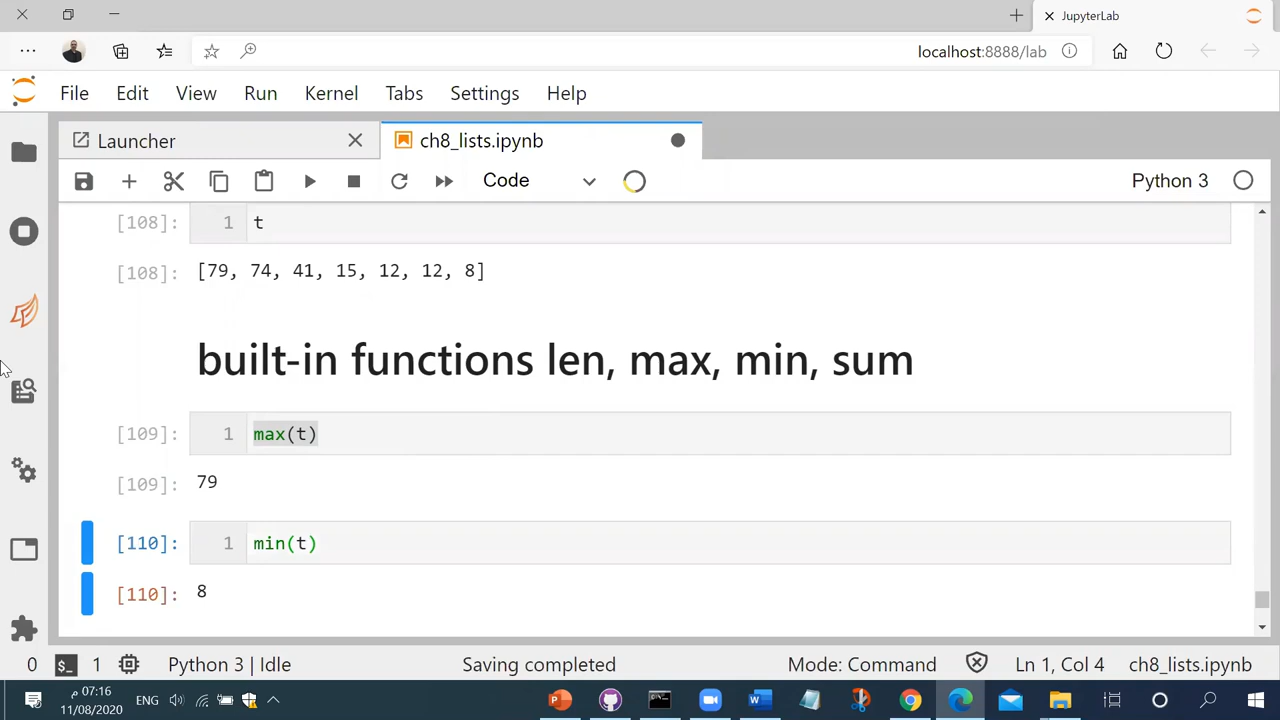 JupyterLab
localhost:8888/lab
File Edit View Run Kernel Tabs Settings Help
Launcher ch8_lists.ipynb
Code Python 3
[108]: 1 t
[108]: [79, 74, 41, 15, 12, 12, 8]
built-in functions len, max, min, sum
[109]: 1 max(t)
[109]: 79
[110]: 1 min(t)
[110]: 8
0 1 Python 3 | Idle Saving completed Mode: Command Ln 1, Col 4 ch8_lists.ipynb
07:16 م ENG
11/08/2020